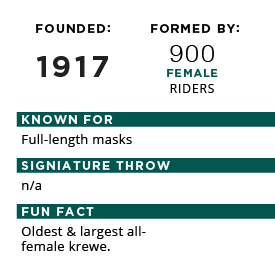 FOUNDED:
1917
FORMED BY:
900
FEMALE
RIDERS
KNOWN FOR
Full-length masks
SIGNIATURE THROW
n/a
FUN FACT
Oldest & largest all-
female krewe.